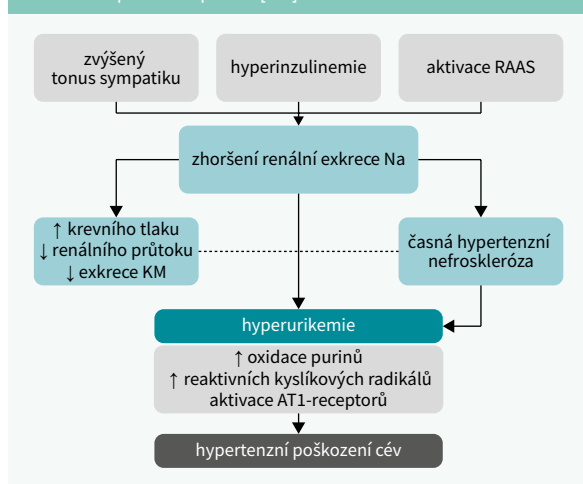 zvýšený
tonus sympatiku
hyperinzulinemie
aktivace RAAS
zhoršení renální exkrece Na
↑ krevního tlaku
↓ renálního průtoku
↓ exkrece KM
časná hypertenzní
nefroskleróza
hyperurikemie
↑ oxidace purinů
↑ reaktivních kyslíkových radikálů
aktivace AT1-receptorů
hypertenzní poškození cév